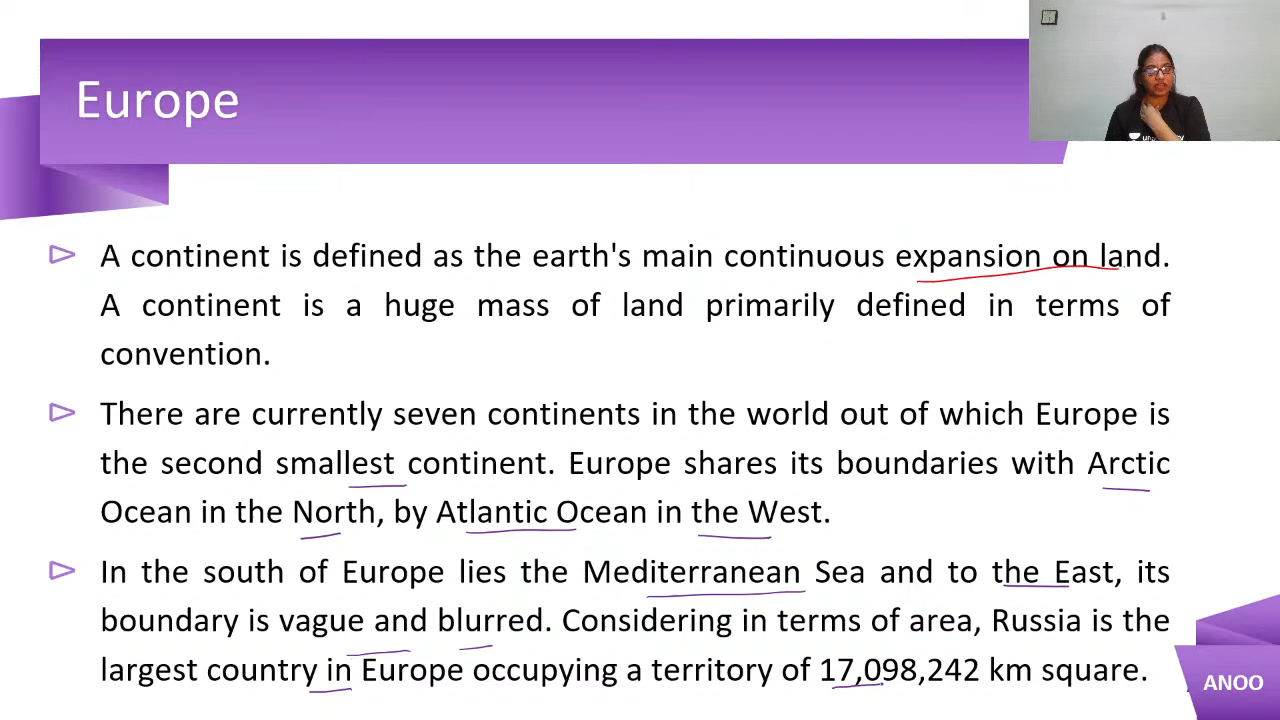 Europe
A continent is defined as the earth's main continuous expansion on land.
A continent is a huge mass of land primarily defined in terms of
convention.
There are currently seven continents in the world out of which Europe is
the second smallest continent. Europe shares its boundaries with Arctic
Ocean in the North, by Atlantic Ocean in the West.
In the south of Europe lies the Mediterranean Sea and to the East, its
boundary is vague and blurred. Considering in terms of area, Russia is the
largest country in Europe occupying a territory of 17,098,242 km square.
ANOO